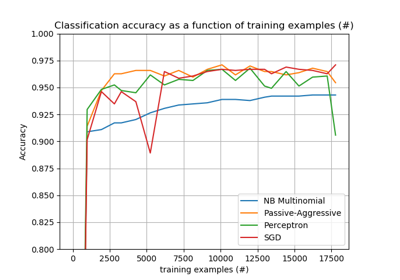 Classification accuracy as a function of training examples (#)
1.000
0.975
0.950
0.925
0.900
0.875
0.850
0.825
0.800
Accuracy
NB Multinomial
Passive-Aggressive
Perceptron
SGD
0 2500 5000 7500 10000 12500 15000 17500
training examples (#)